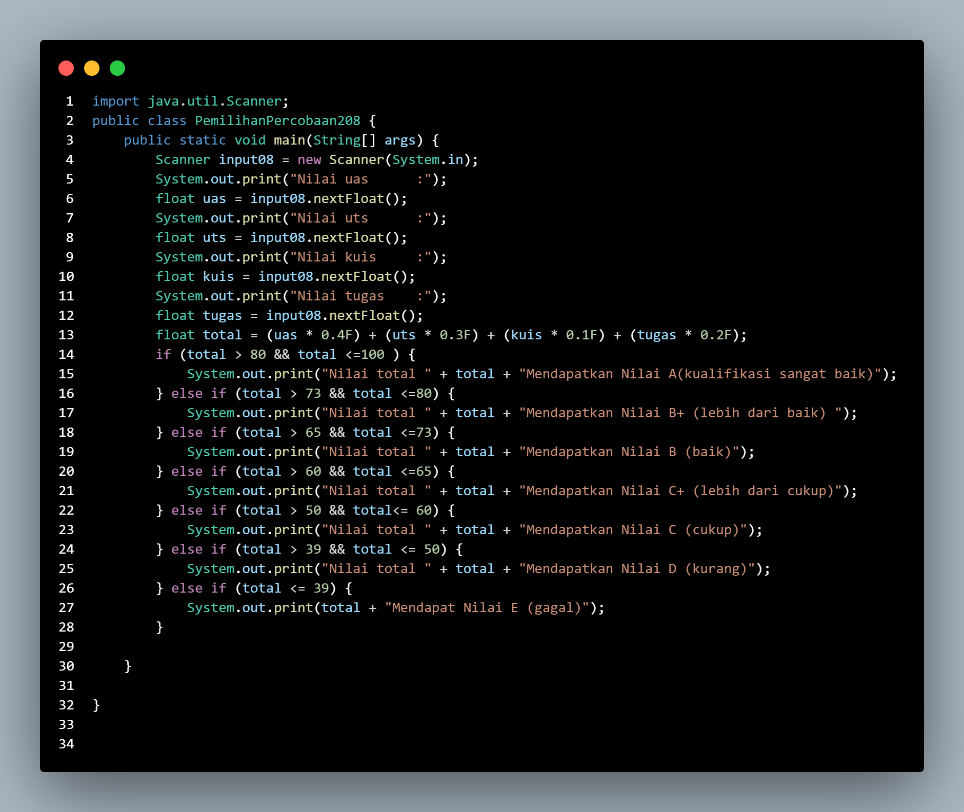 1 import java.util.Scanner;
2 public class PemilihanPercobaan208 {
3     public static void main(String[] args) {
4         Scanner input08 = new Scanner(System.in);
5         System.out.print("Nilai uas      :");
6         float uas = input08.nextFloat();
7         System.out.print("Nilai uts      :");
8         float uts = input08.nextFloat();
9         System.out.print("Nilai kuis     :");
10         float kuis = input08.nextFloat();
11         System.out.print("Nilai tugas    :");
12         float tugas = input08.nextFloat();
13         float total = (uas * 0.4F) + (uts * 0.3F) + (kuis * 0.1F) + (tugas * 0.2F);
14         if (total > 80 && total <=100 ) {
15             System.out.print("Nilai total " + total + "Mendapatkan Nilai A(kualifikasi sangat baik)");
16         } else if (total > 73 && total <=80) {
17             System.out.print("Nilai total " + total + "Mendapatkan Nilai B+ (lebih dari baik) ");
18         } else if (total > 65 && total <=73) {
19             System.out.print("Nilai total " + total + "Mendapatkan Nilai B (baik)");
20         } else if (total > 60 && total <=65) {
21             System.out.print("Nilai total " + total + "Mendapatkan Nilai C+ (lebih dari cukup)");
22         } else if (total > 50 && total<= 60) {
23             System.out.print("Nilai total " + total + "Mendapatkan Nilai C (cukup)");
24         } else if (total > 39 && total <= 50) {
25             System.out.print("Nilai total " + total + "Mendapatkan Nilai D (kurang)");
26         } else if (total <= 39) {
27             System.out.print(total + "Mendapat Nilai E (gagal)");
28         }
29
30     }
31
32 }
33
34